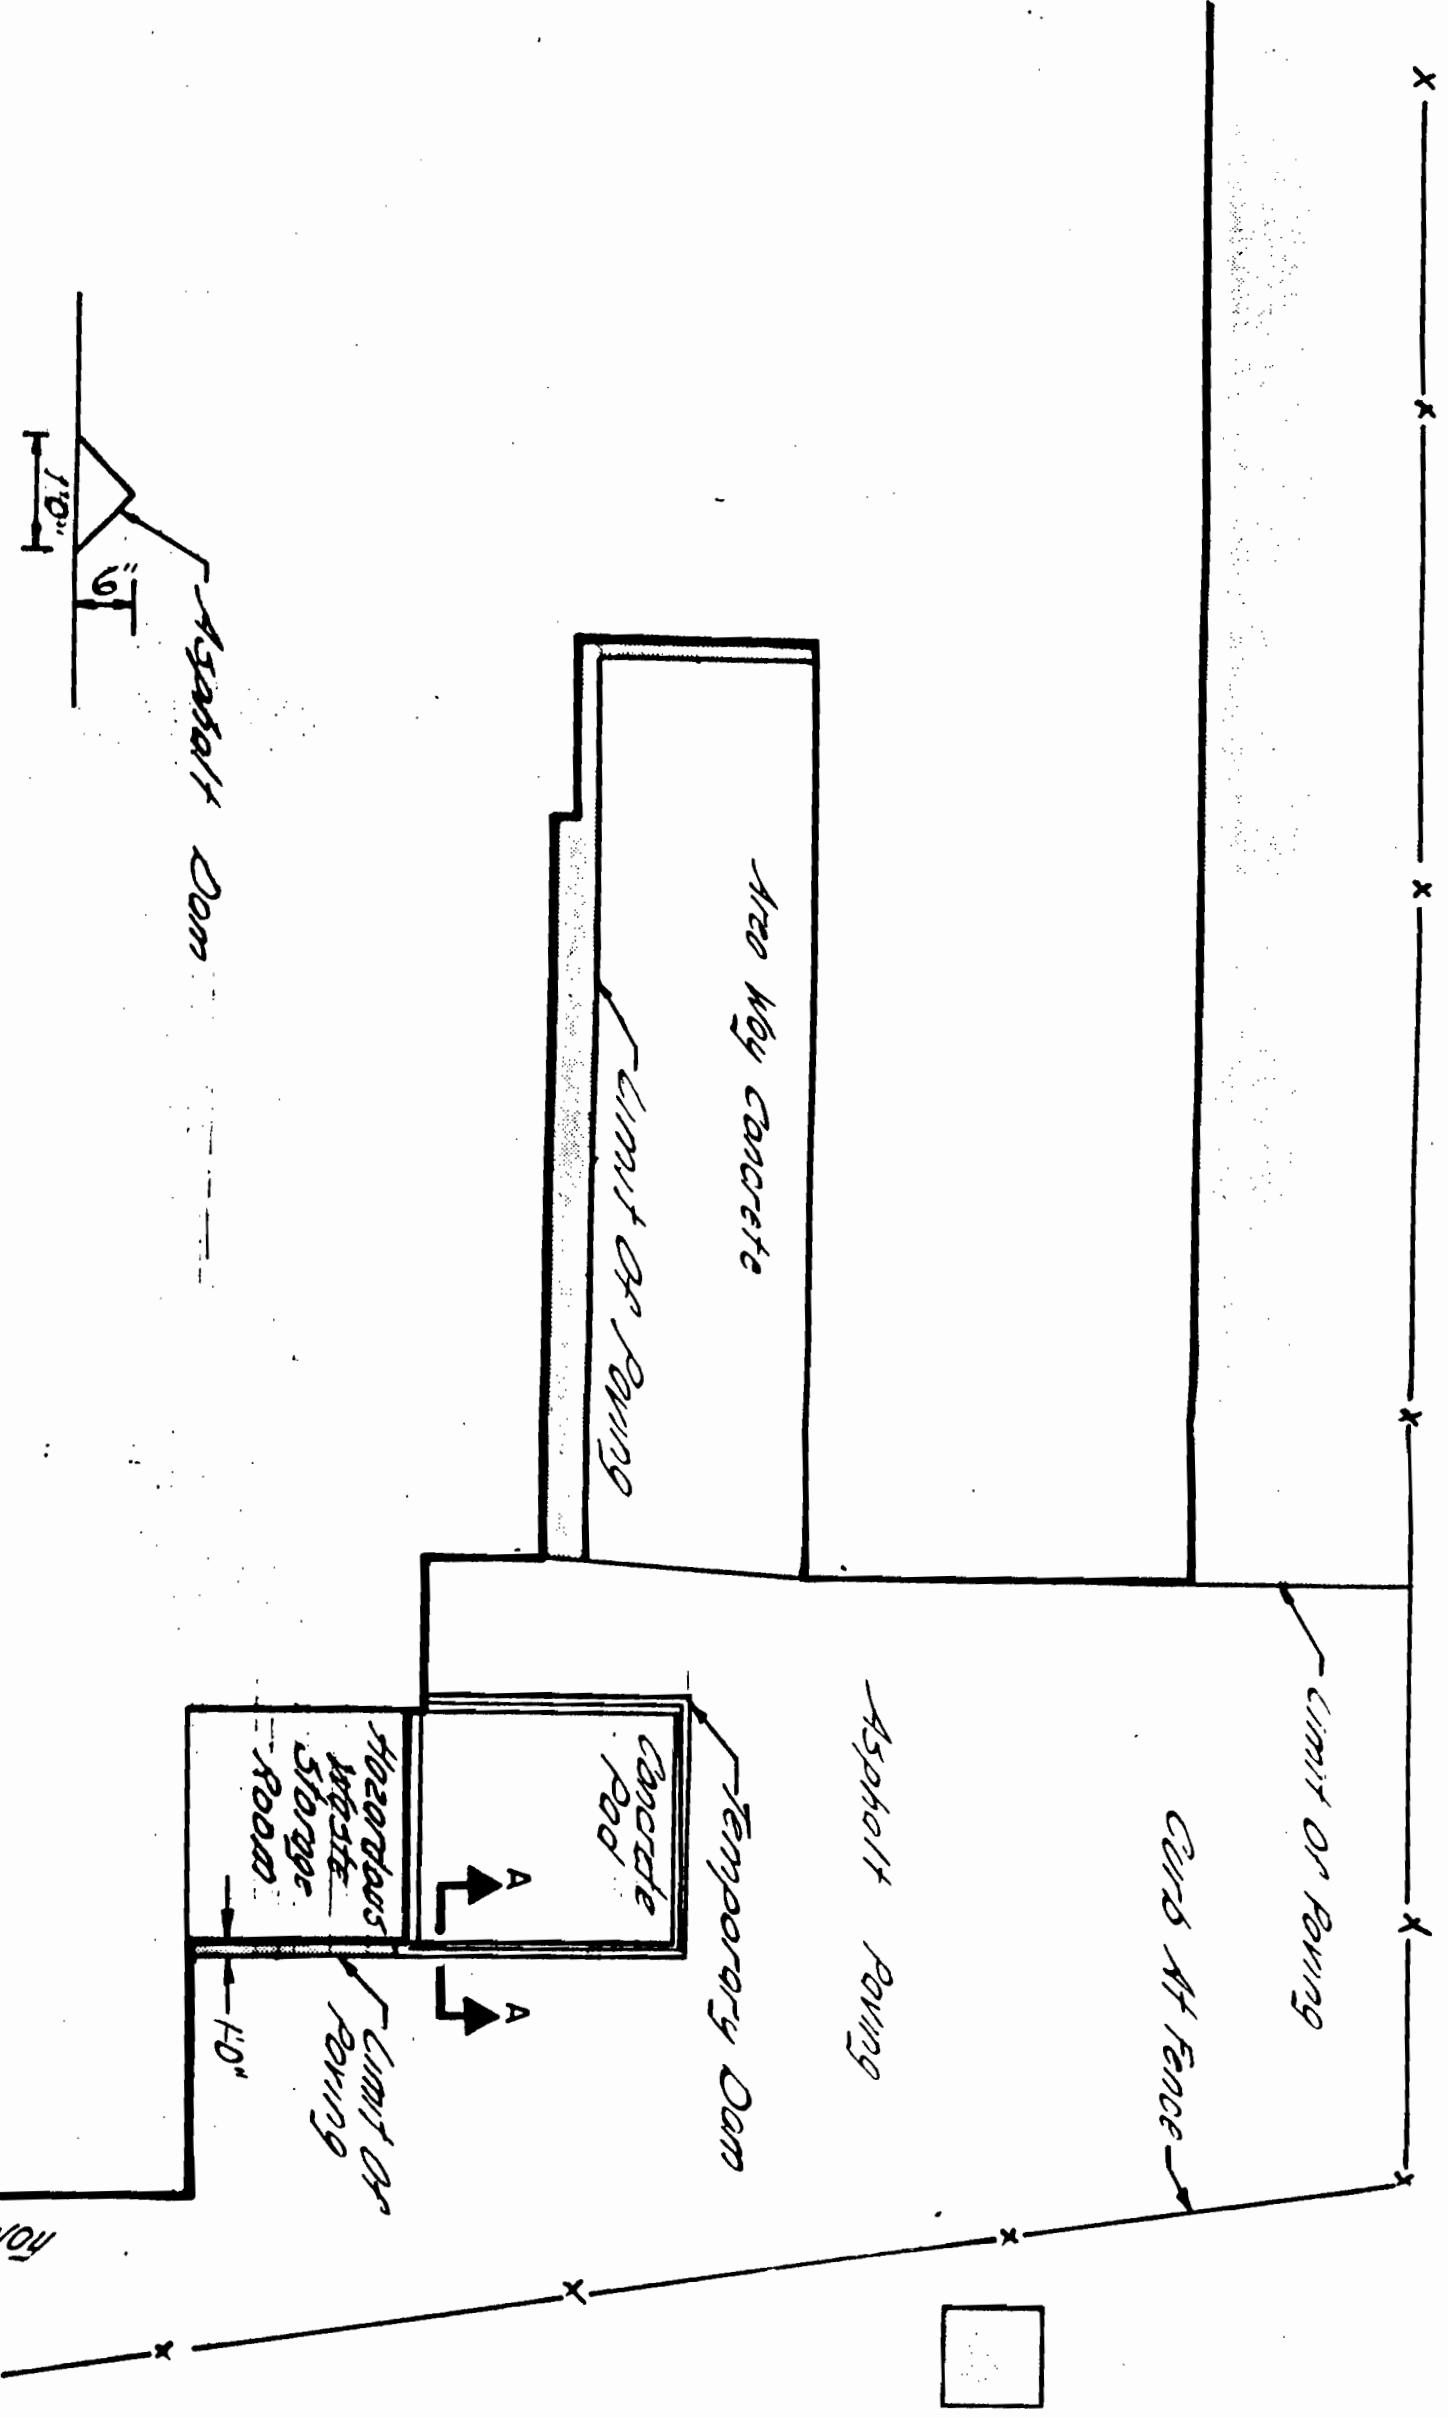 Limit Of Paving
Curb At Fence
Asphalt Paving
Temporary Dam
Area Way Concrete
Limit Of Paving
Concrete
Pad
A
A
Hazardous
Waste
Storage
Room
Limit Of
Paving
1'0"
Asphalt Dam
6"
1'0"